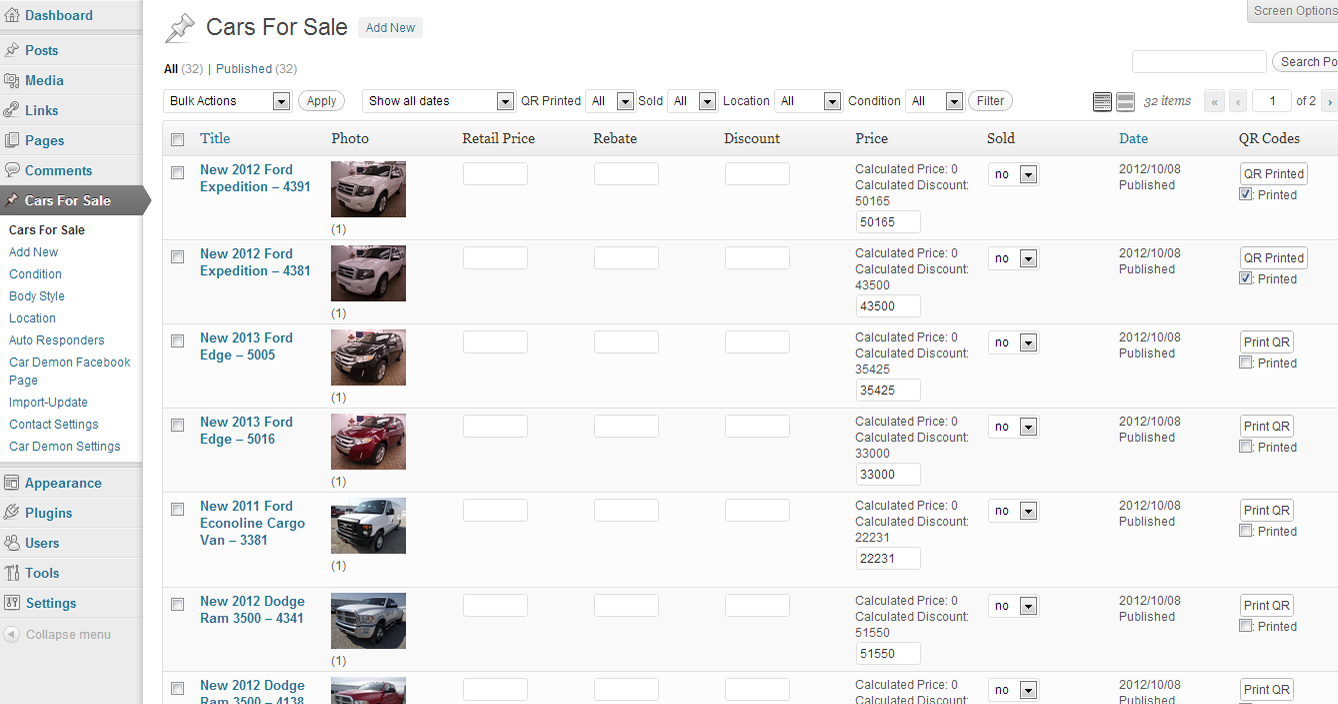 Dashboard
Posts
Media
Links
Pages
Comments
Cars For Sale
Cars For Sale
Add New
Condition
Body Style
Location
Auto Responders
Car Demon Facebook
Page
Import-Update
Contact Settings
Car Demon Settings
Appearance
Plugins
Users
Tools
Settings
Collapse menu
Screen Options
Cars For Sale Add New
All (32) | Published (32)
Search Po
Bulk Actions Apply Show all dates QR Printed All Sold All Location All Condition All Filter 32 items « ‹ 1 of 2 ›
Title Photo Retail Price Rebate Discount Price Sold Date QR Codes
New 2012 Ford
Expedition – 4391
(1)
Calculated Price: 0
Calculated Discount:
50165
50165
no
2012/10/08
Published
QR Printed
: Printed
New 2012 Ford
Expedition – 4381
(1)
Calculated Price: 0
Calculated Discount:
43500
43500
no
2012/10/08
Published
QR Printed
: Printed
New 2013 Ford
Edge – 5005
(1)
Calculated Price: 0
Calculated Discount:
35425
35425
no
2012/10/08
Published
Print QR
: Printed
New 2013 Ford
Edge – 5016
(1)
Calculated Price: 0
Calculated Discount:
33000
33000
no
2012/10/08
Published
Print QR
: Printed
New 2011 Ford
Econoline Cargo
Van – 3381
(1)
Calculated Price: 0
Calculated Discount:
22231
22231
no
2012/10/08
Published
Print QR
: Printed
New 2012 Dodge
Ram 3500 – 4341
(1)
Calculated Price: 0
Calculated Discount:
51550
51550
no
2012/10/08
Published
Print QR
: Printed
New 2012 Dodge
Ram 3500 – 4138
Calculated Price: 0
Calculated Discount:
no
2012/10/08
Published
Print QR